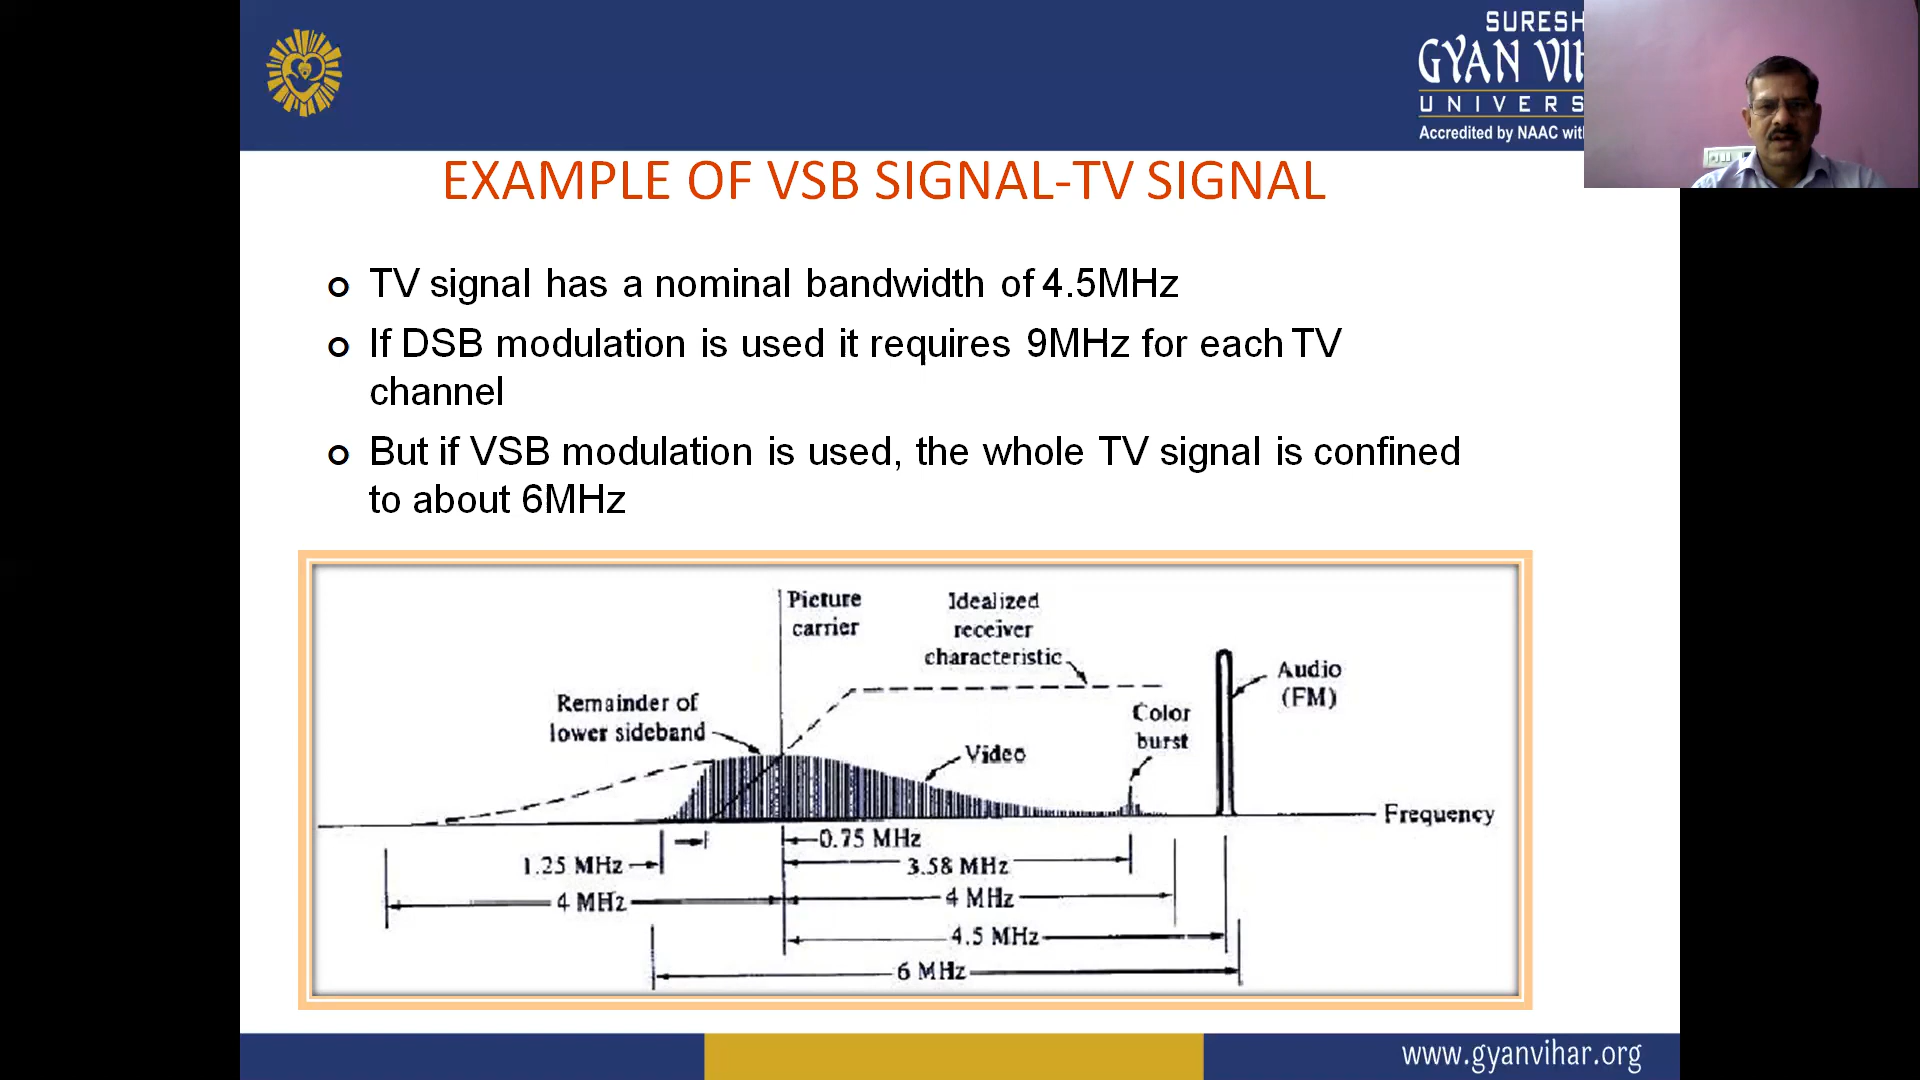 SURESH
GYAN VIH
UNIVERS
Accredited by NAAC with
EXAMPLE OF VSB SIGNAL-TV SIGNAL
TV signal has a nominal bandwidth of 4.5MHz
If DSB modulation is used it requires 9MHz for each TV
channel
But if VSB modulation is used, the whole TV signal is confined
to about 6MHz
Picture
carrier
Idealized
receiver
characteristic
Audio
(FM)
Remainder of
lower sideband
Color
burst
Video
Frequency
0.75 MHz
1.25 MHz
3.58 MHz
4 MHz
4 MHz
4.5 MHz
6 MHz
www.gyanvihar.org